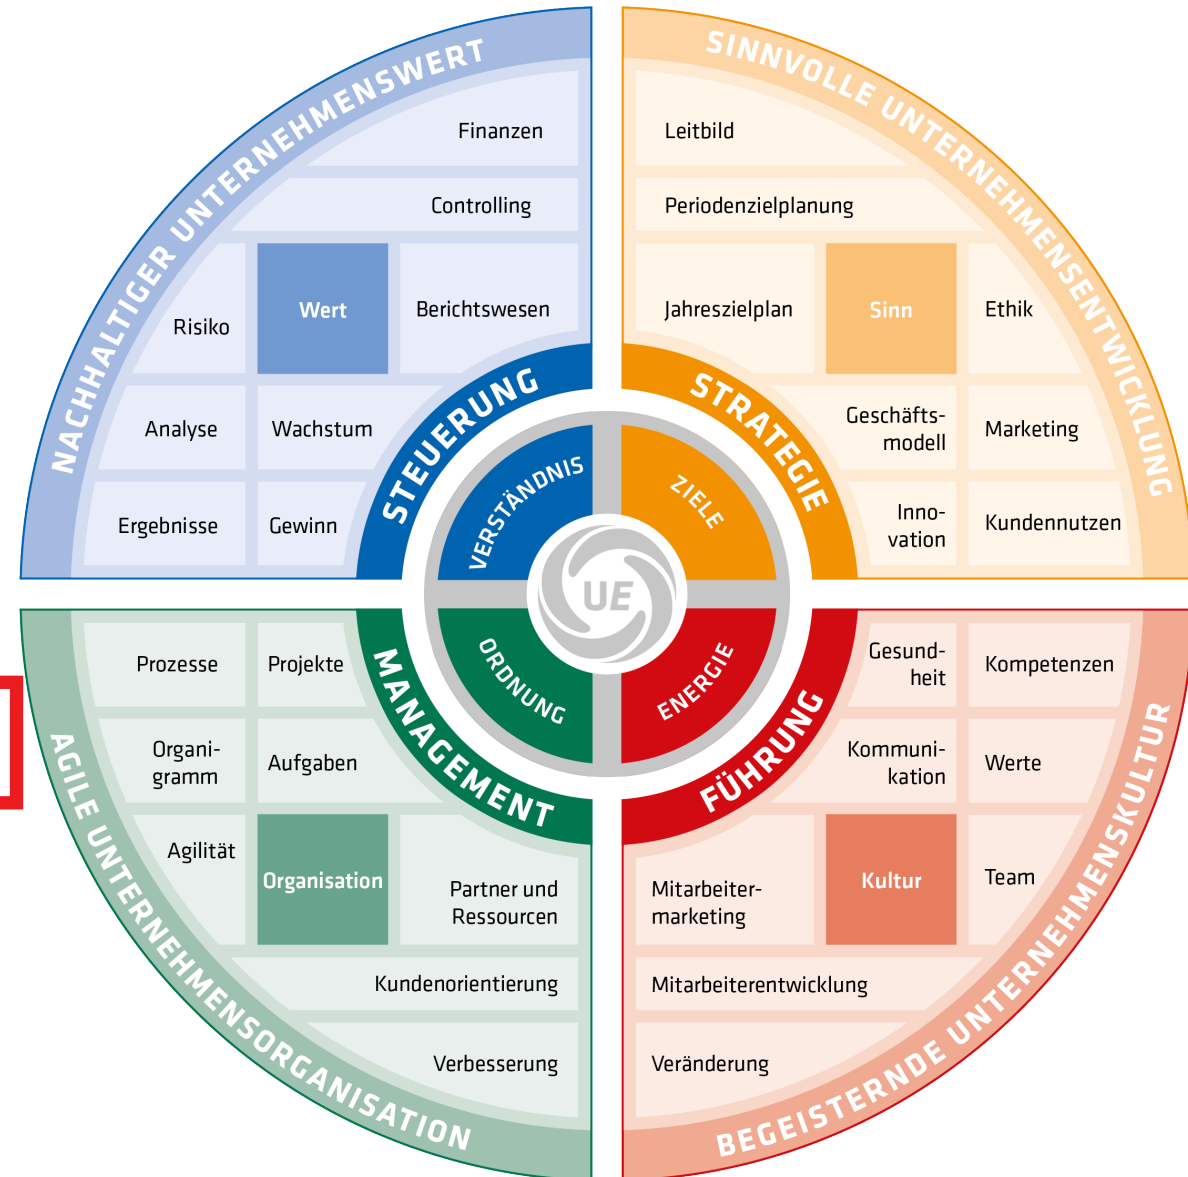 NACHHALTIGER UNTERNEHMENSWERT
Finanzen
Controlling
Risiko
Wert
Berichtswesen
Analyse
Wachstum
Ergebnisse
Gewinn
STEUERUNG
VERSTÄNDNIS
SINNVOLLE UNTERNEHMENSENTWICKLUNG
Leitbild
Periodenzielplanung
Jahreszielplan
Sinn
Ethik
Geschäfts-
modell
Marketing
Inno-
vation
Kundennutzen
STRATEGIE
ZIELE
UE
AGILE UNTERNEHMENSORGANISATION
Prozesse
Projekte
Organi-
gramm
Aufgaben
Agilität
Organisation
Partner und
Ressourcen
Kundenorientierung
Verbesserung
MANAGEMENT
ORDNUNG
BEGEISTERNDE UNTERNEHMENSKULTUR
Gesund-
heit
Kompetenzen
Kommuni-
kation
Werte
Mitarbeiter-
marketing
Kultur
Team
Mitarbeiterentwicklung
Veränderung
FÜHRUNG
ENERGIE